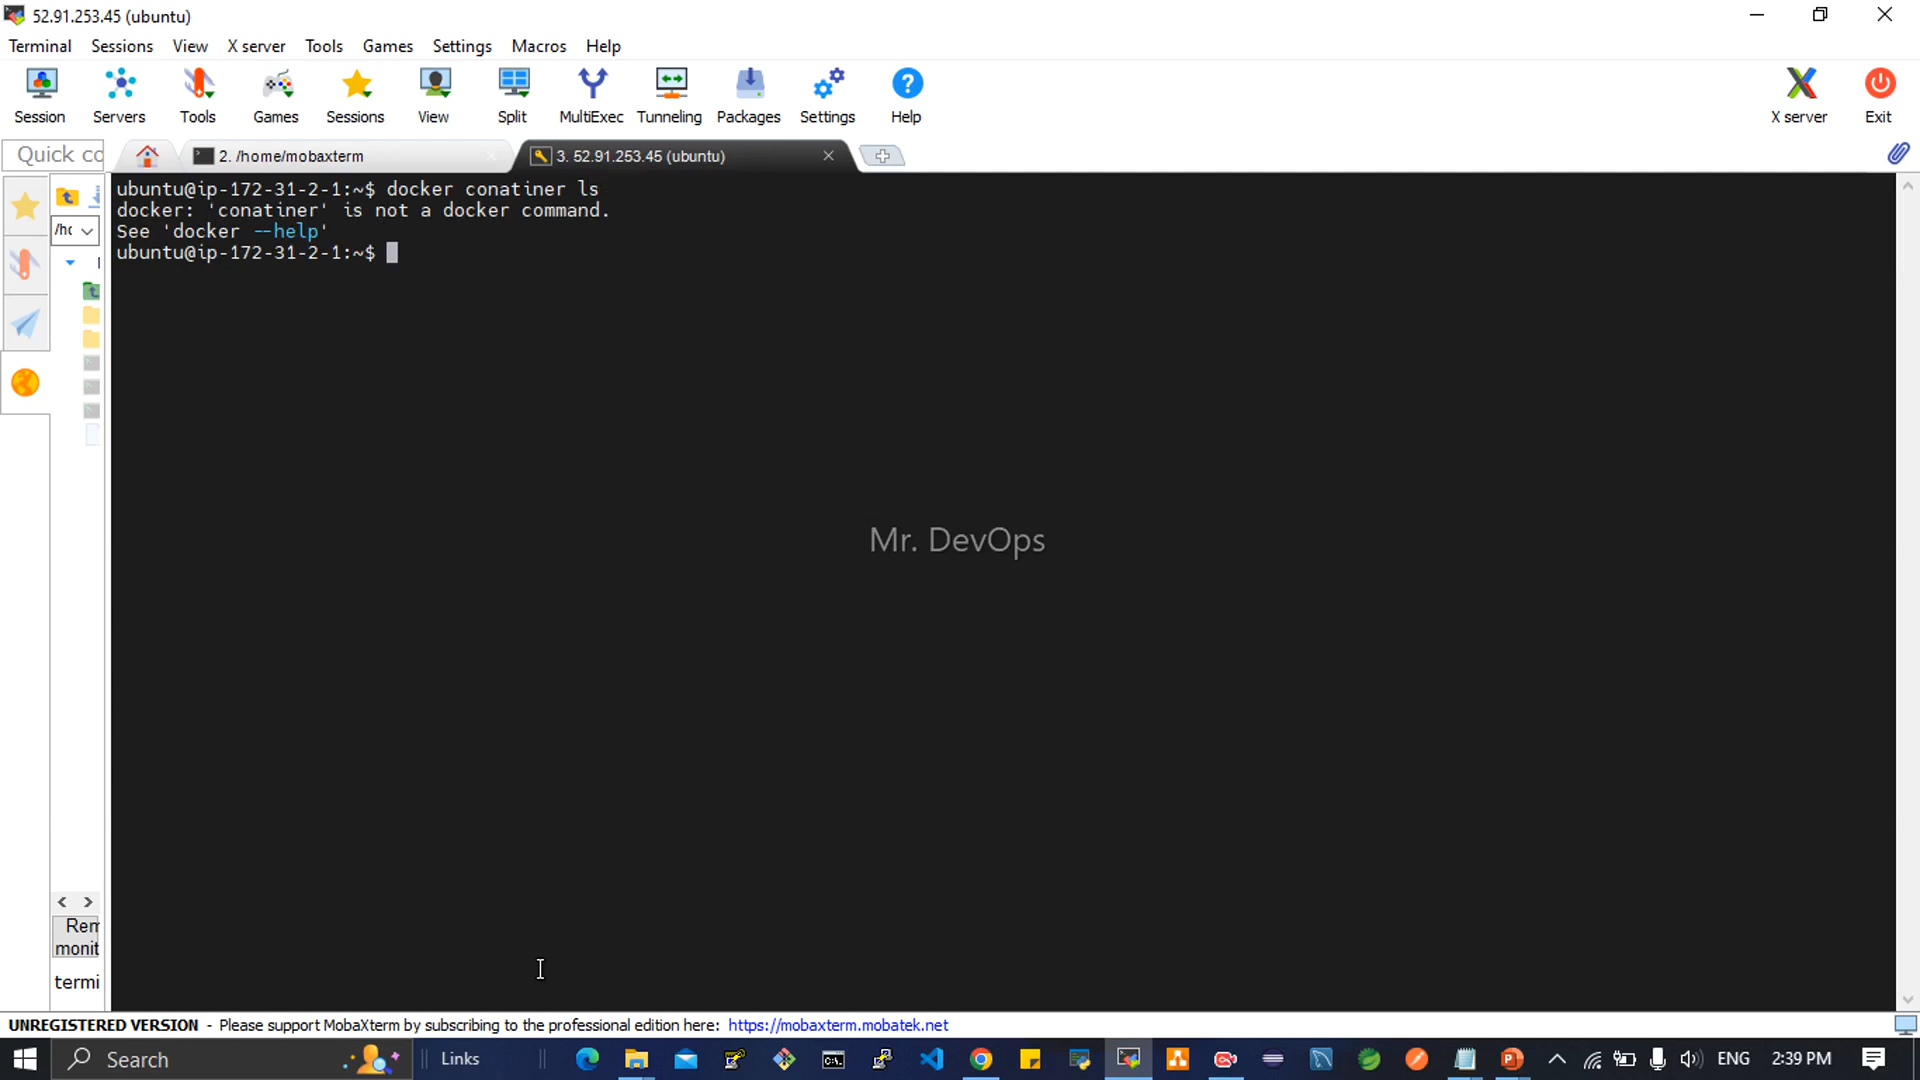 52.91.253.45 (ubuntu)
Terminal Sessions View X server Tools Games Settings Macros Help
Session Servers Tools Games Sessions View Split MultiExec Tunneling Packages Settings Help X server Exit
Quick co 2. /home/mobaxterm 3. 52.91.253.45 (ubuntu)
ubuntu@ip-172-31-2-1:~$ docker conatiner ls
docker: 'conatiner' is not a docker command.
See 'docker --help'
/hc
ubuntu@ip-172-31-2-1:~$
Mr. DevOps
Rem
monit
termi
UNREGISTERED VERSION - Please support MobaXterm by subscribing to the professional edition here: https://mobaxterm.mobatek.net
Search Links ENG 2:39 PM